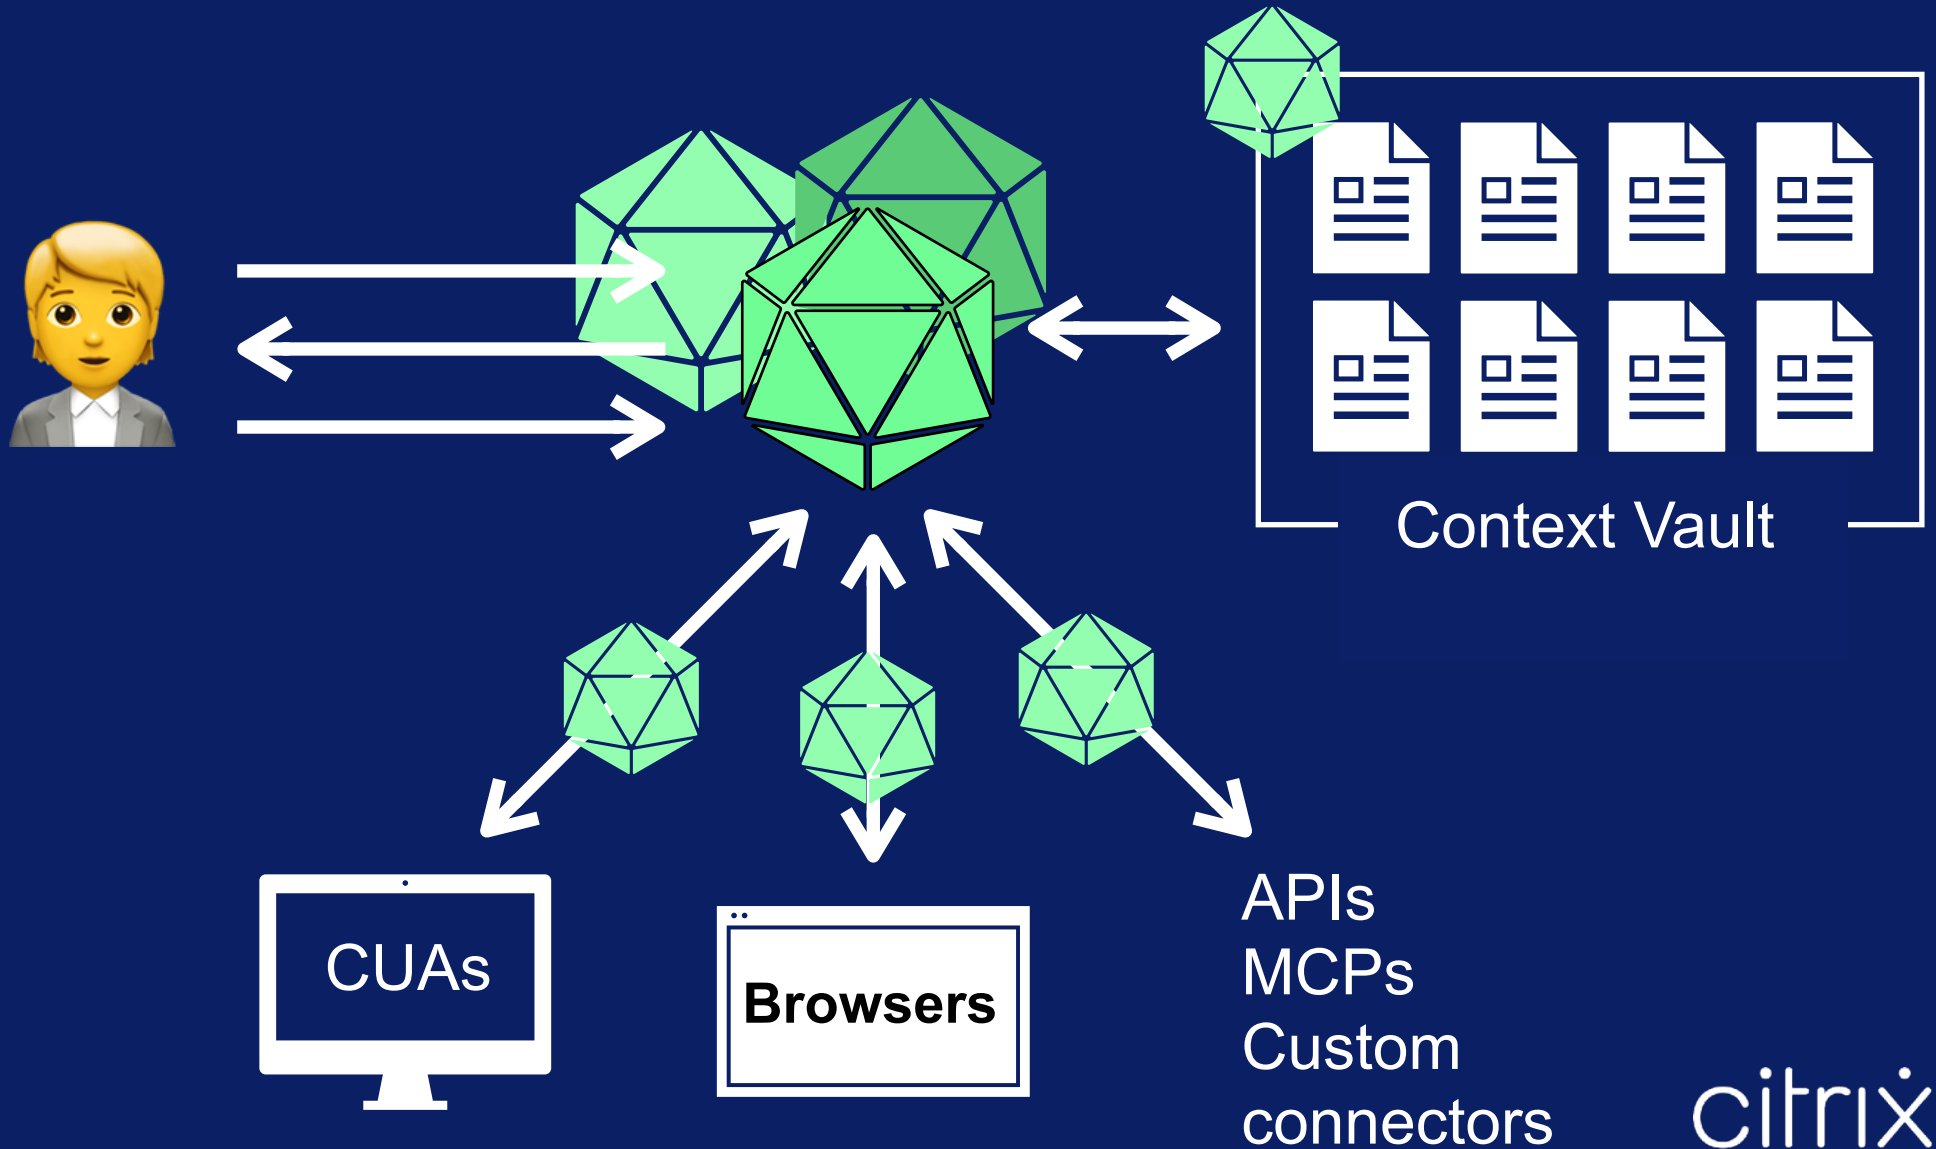 Context Vault
CUAs
Browsers
APIs
MCPs
Custom
connectors
citrix